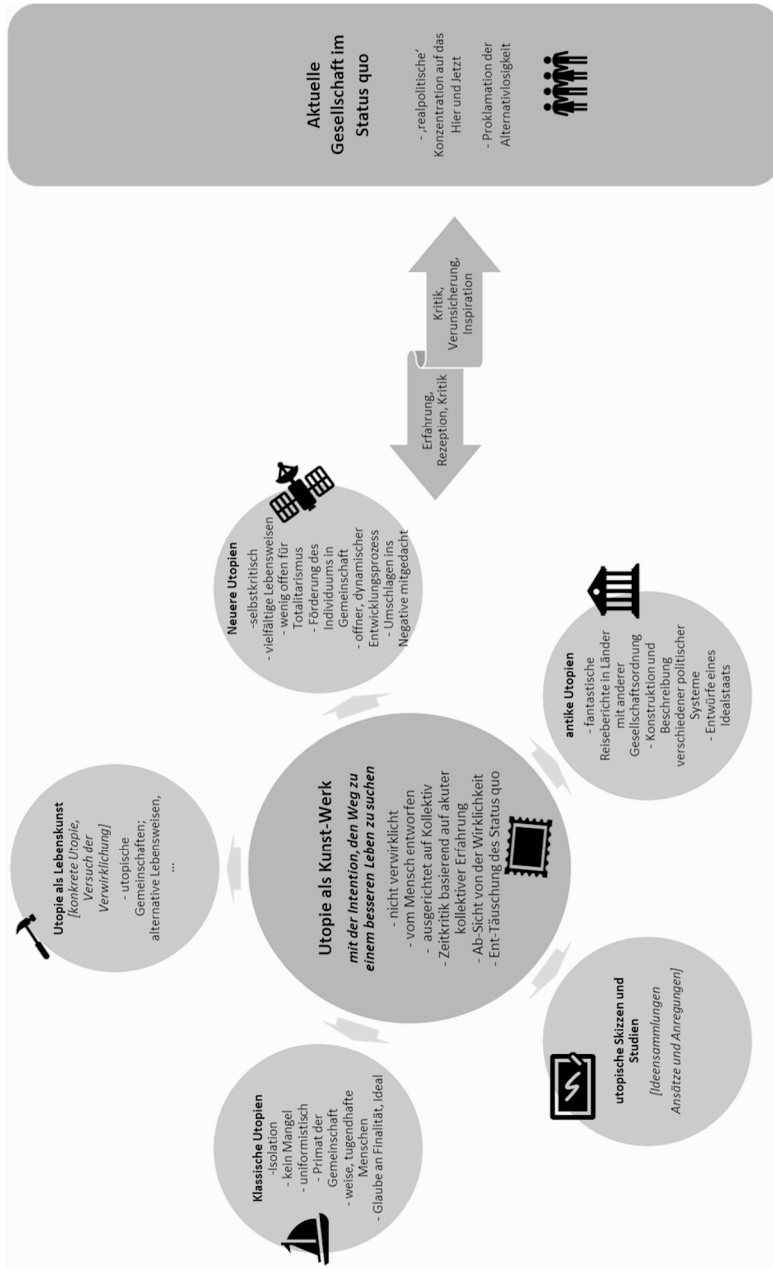 Utopie als Lebenskunst
[konkrete Utopie,
Versuch der
Verwirklichung]
- utopische
Gemeinschaften;
alternative Lebensweisen,
...
Klassische Utopien
-Isolation
- kein Mangel
- uniformistisch
- Primat der
Gemeinschaft
- weise, tugendhafte
Menschen
- Glaube an Finalität, Ideal
Utopie als Kunst-Werk
mit der Intention, den Weg zu
einem besseren Leben zu suchen
- nicht verwirklicht
- vom Mensch entworfen
- ausgerichtet auf Kollektiv
- Zeitkritik basierend auf akuter
kollektiver Erfahrung
- Ab-Sicht von der Wirklichkeit
- Ent-Täuschung des Status quo
Neuere Utopien
-selbstkritisch
- vielfältige Lebensweisen
- wenig offen für
Totalitarismus
- Förderung des
Individuums in
Gemeinschaft
- offner, dynamischer
Entwicklungsprozess
- Umschlagen ins
Negative mitgedacht
utopische Skizzen und
Studien
[Ideensammlungen
Ansätze und Anregungen]
antike Utopien
- fantastische
Reiseberichte in Länder
mit anderer
Gesellschaftsordnung
- Konstruktion und
Beschreibung
verschiedener politischer
Systeme
- Entwürfe eines
Idealstaats
Erfahrung,
Rezeption, Kritik
Kritik,
Verunsicherung,
Inspiration
Aktuelle
Gesellschaft im
Status quo
- ‚realpolitische‘
Konzentration auf das
Hier und Jetzt
- Proklamation der
Alternativlosigkeit